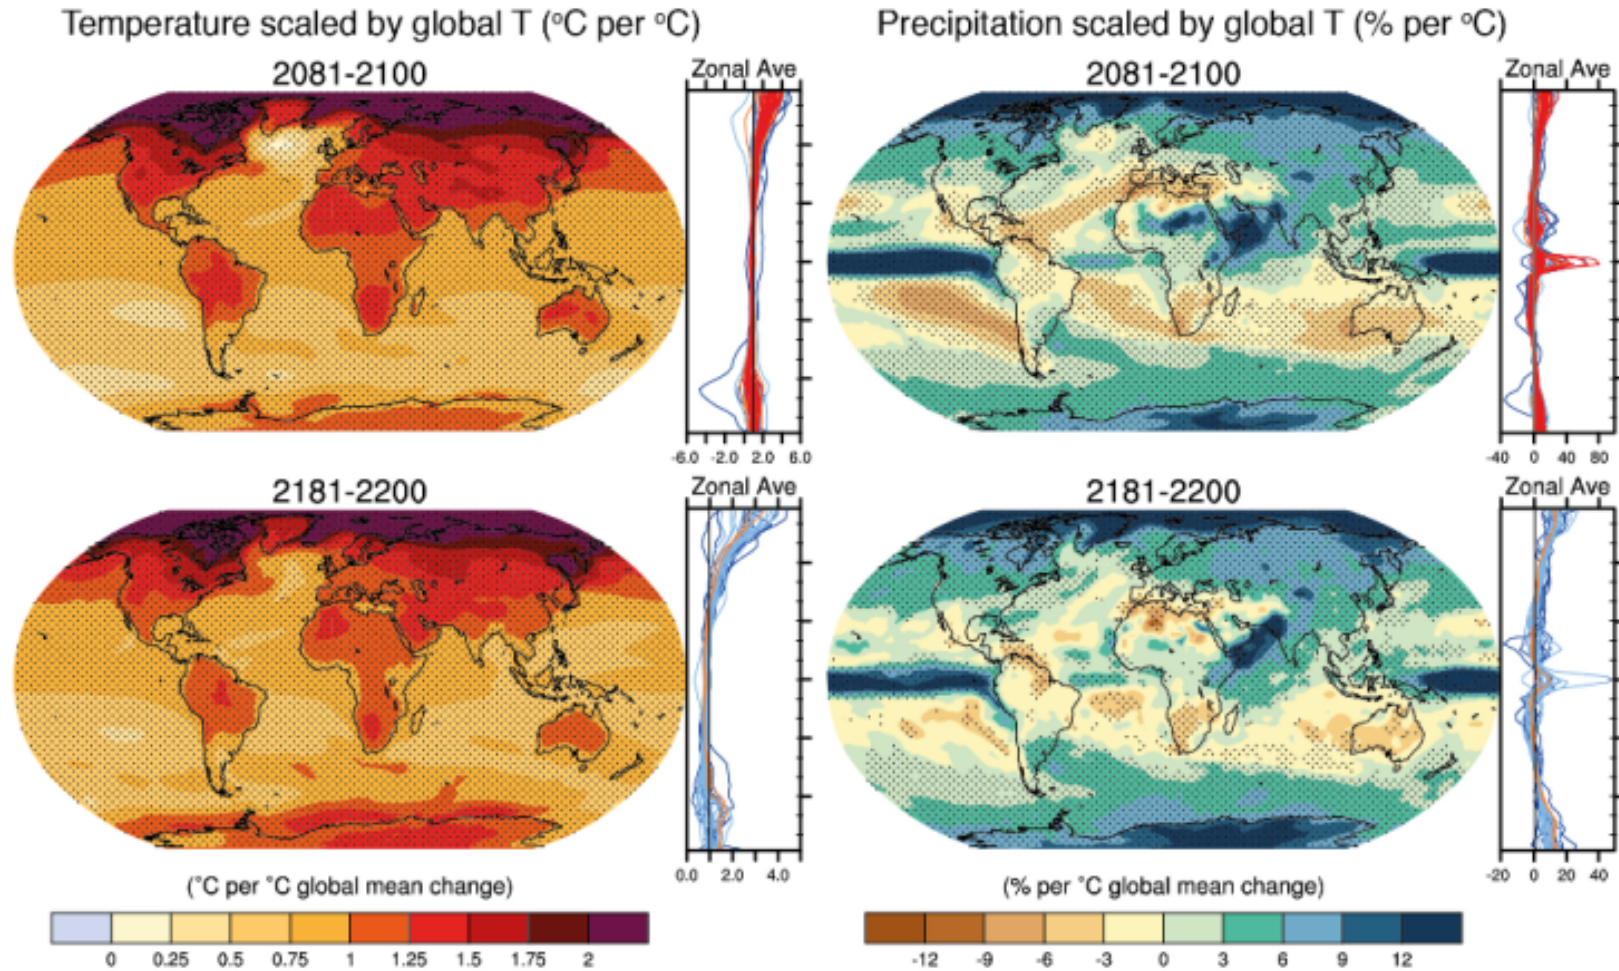 Temperature scaled by global T (°C per °C)
Precipitation scaled by global T (% per °C)
2081-2100
Zonal Ave
2081-2100
Zonal Ave
-6.0 -2.0 2.0 6.0
-40 0 40 80
2181-2200
Zonal Ave
2181-2200
Zonal Ave
0.0 2.0 4.0
-20 0 20 40
(°C per °C global mean change)
(% per °C global mean change)
0 0.25 0.5 0.75 1 1.25 1.5 1.75 2
-12 -9 -6 -3 0 3 6 9 12